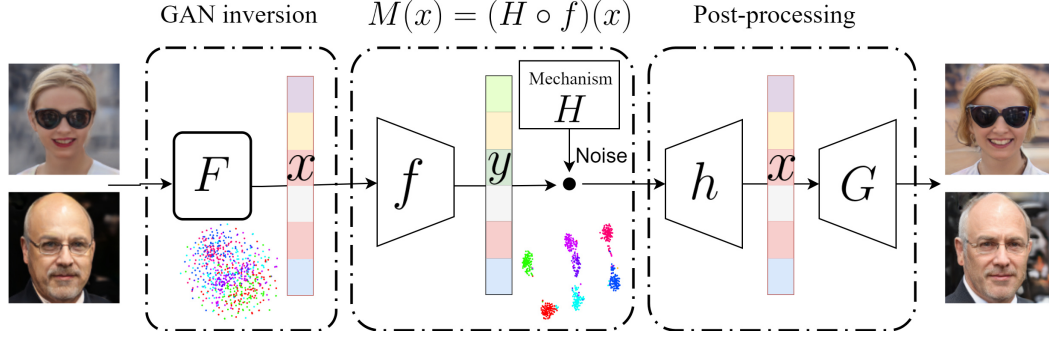 GAN inversion
M(x) = (H ∘ f)(x)
Post-processing
F
x
f
y
Mechanism
H
Noise
h
x
G